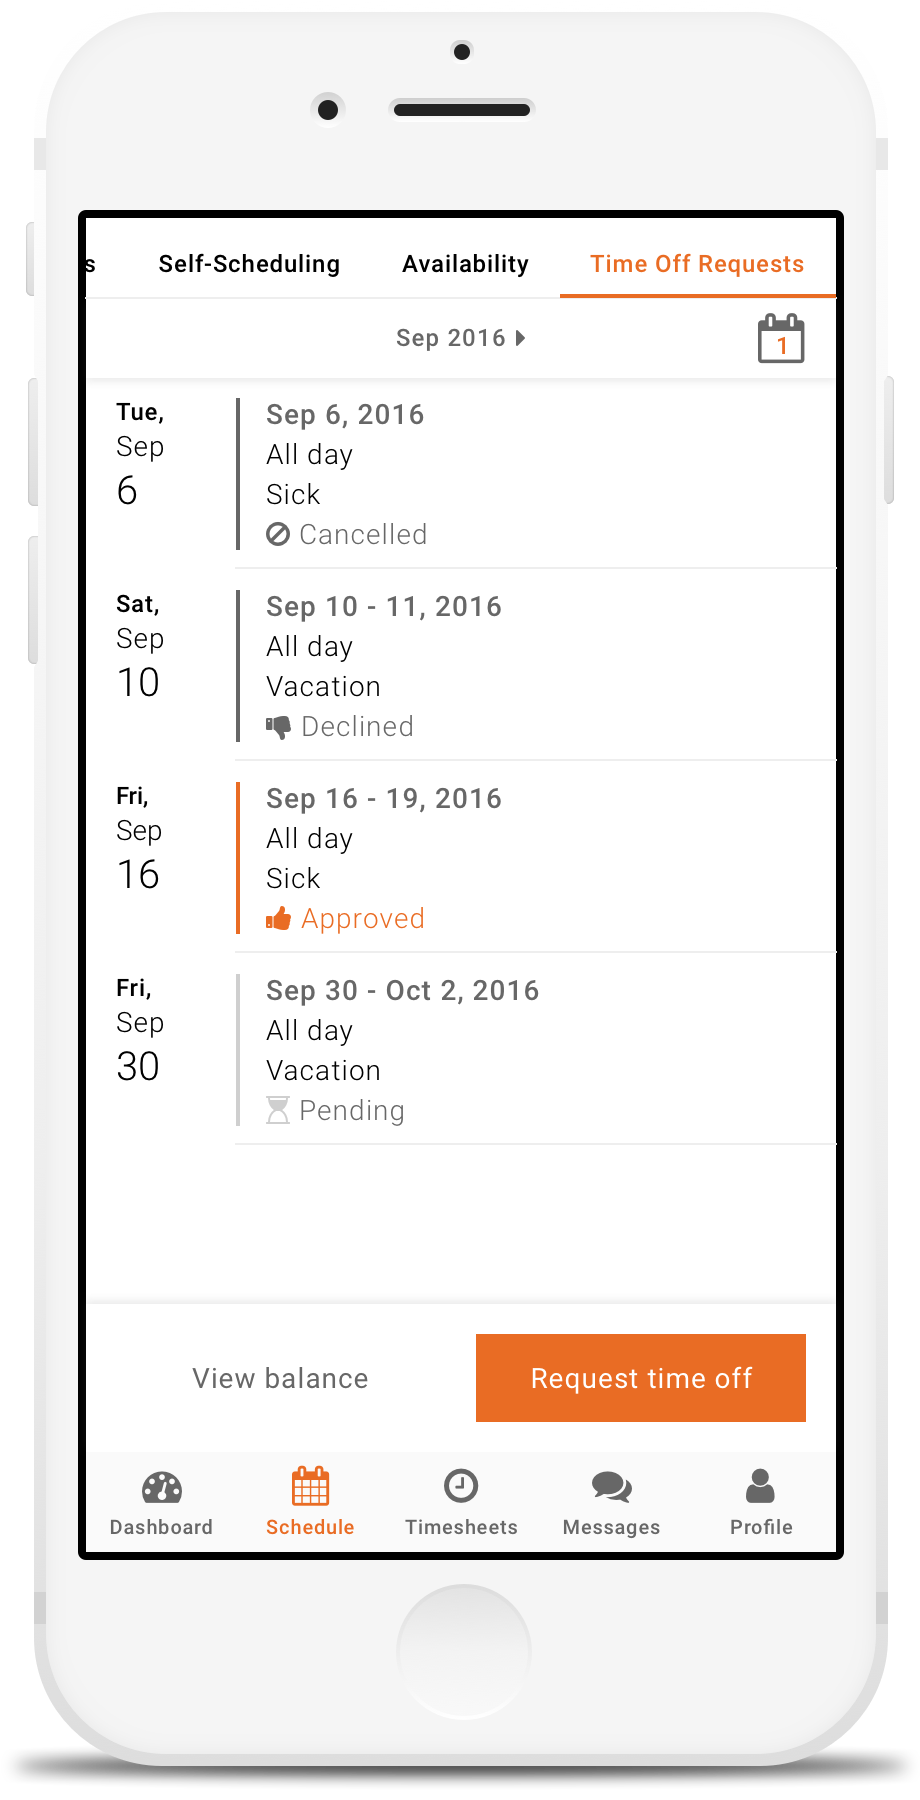 s Self-Scheduling Availability Time Off Requests
Sep 2016
1
Tue,
Sep
6
Sep 6, 2016
All day
Sick
Cancelled
Sat,
Sep
10
Sep 10 - 11, 2016
All day
Vacation
Declined
Fri,
Sep
16
Sep 16 - 19, 2016
All day
Sick
Approved
Fri,
Sep
30
Sep 30 - Oct 2, 2016
All day
Vacation
Pending
View balance
Request time off
Dashboard Schedule Timesheets Messages Profile